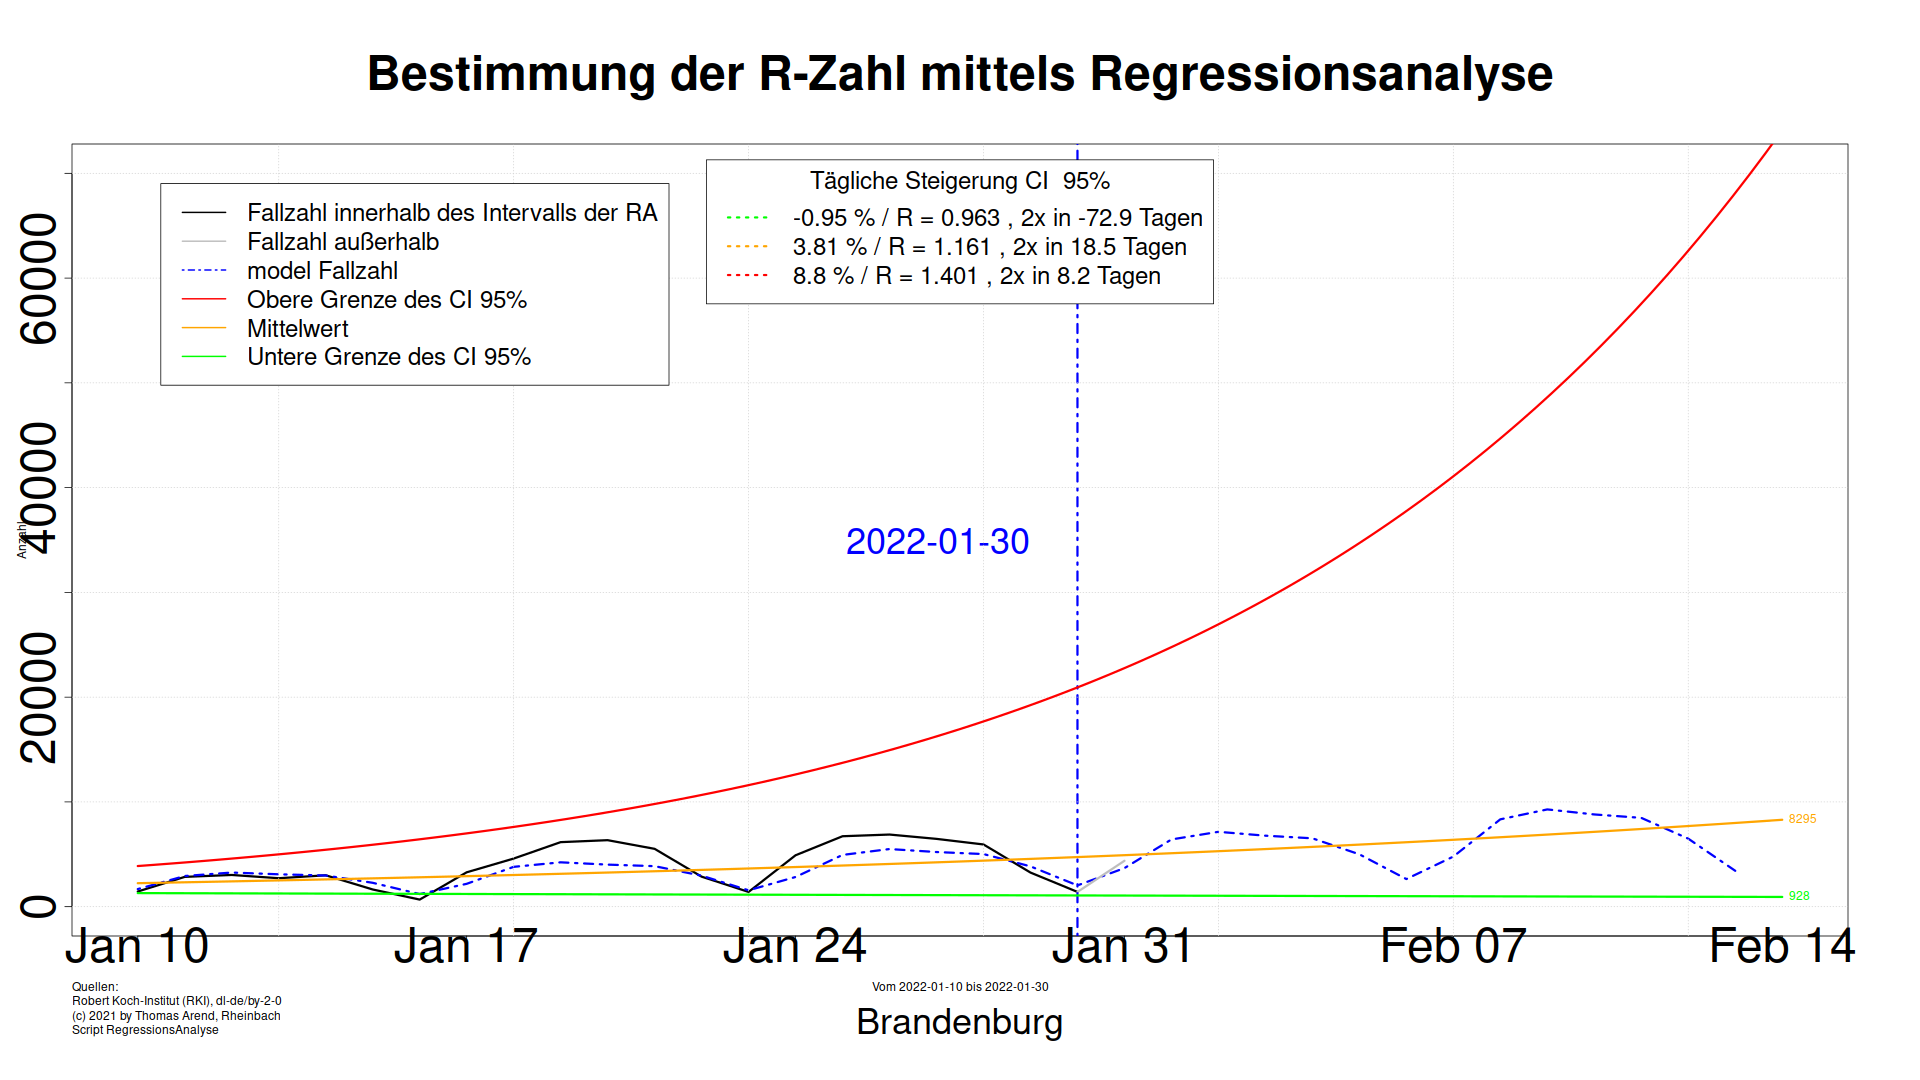 Bestimmung der R-Zahl mittels Regressionsanalyse
Fallzahl innerhalb des Intervalls der RA
Fallzahl außerhalb
model Fallzahl
Obere Grenze des CI 95%
Mittelwert
Untere Grenze des CI 95%
Tägliche Steigerung CI 95%
-0.95 % / R = 0.963 , 2x in -72.9 Tagen
3.81 % / R = 1.161 , 2x in 18.5 Tagen
8.8 % / R = 1.401 , 2x in 8.2 Tagen
60000
40000
20000
0
Anzahl
2022-01-30
8295
928
Jan 10
Jan 17
Jan 24
Jan 31
Feb 07
Feb 14
Quellen:
Robert Koch-Institut (RKI), dl-de/by-2-0
(c) 2021 by Thomas Arend, Rheinbach
Script RegressionsAnalyse
Vom 2022-01-10 bis 2022-01-30
Brandenburg